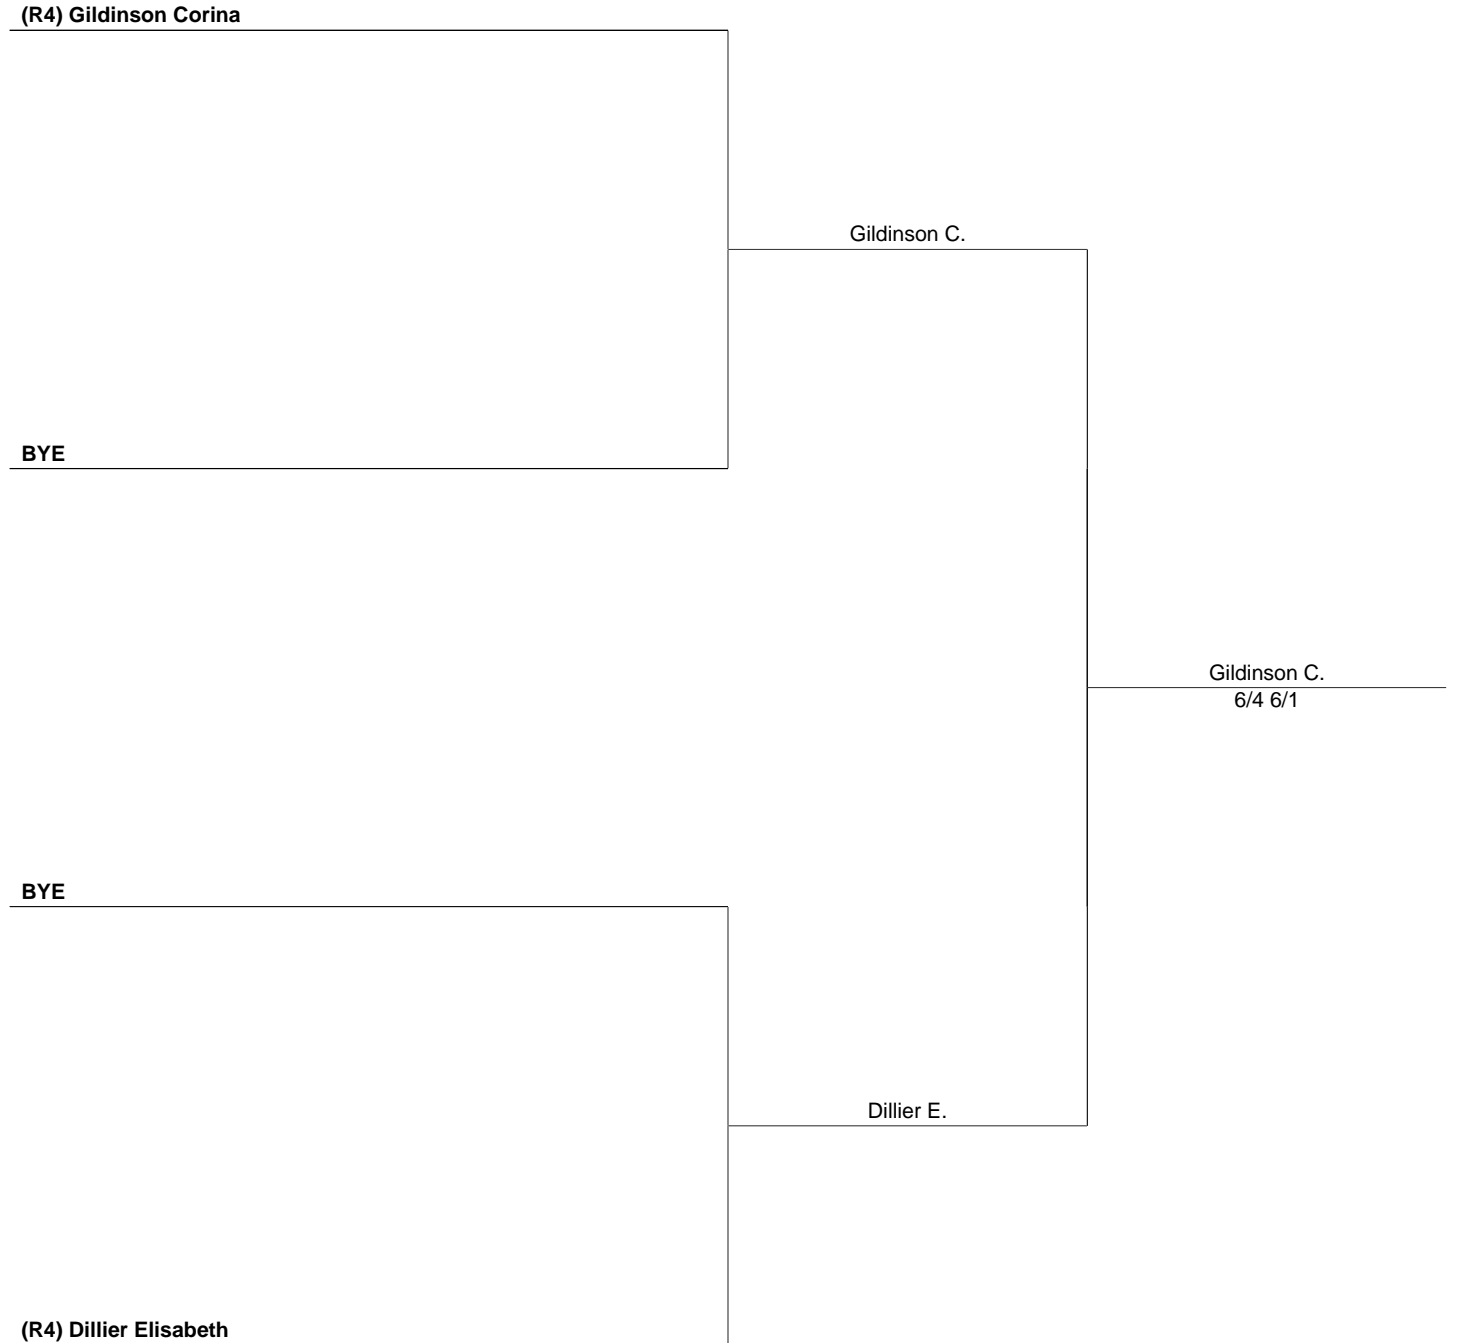 (R4) Gildinson Corina
Gildinson C.
BYE
Gildinson C.
6/4 6/1
BYE
Dillier E.
(R4) Dillier Elisabeth